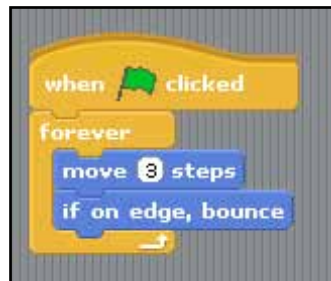 when clicked
forever
move 3 steps
if on edge, bounce